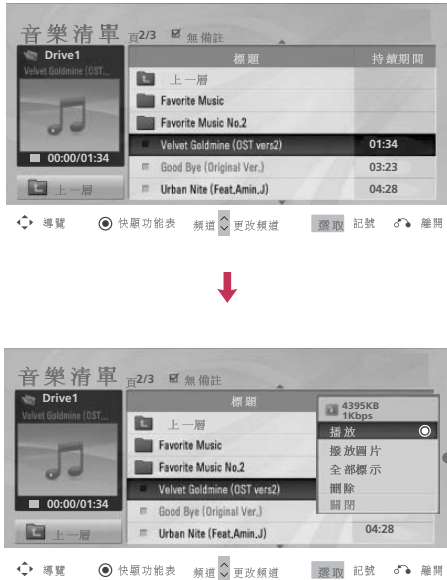 音樂清單 頁2/3 無備註
Drive1
Velvet Goldmine (OST...
標題 持續期間
上一層
Favorite Music
Favorite Music No.2
Velvet Goldmine (OST vers2) 01:34
Good Bye (Original Ver.) 03:23
Urban Nite (Feat.Amin.J) 04:28
00:00/01:34
上一層
導覽 快顯功能表 頻道 更改頻道 選取 記號 離開
音樂清單 頁2/3 無備註
Drive1
Velvet Goldmine (OST...
標題
上一層
Favorite Music
Favorite Music No.2
Velvet Goldmine (OST vers2)
Good Bye (Original Ver.)
Urban Nite (Feat.Amin.J) 04:28
4395KB
1Kbps
播放
播放圖片
全部標示
刪除
關閉
00:00/01:34
上一層
導覽 快顯功能表 頻道 更改頻道 選取 記號 離開